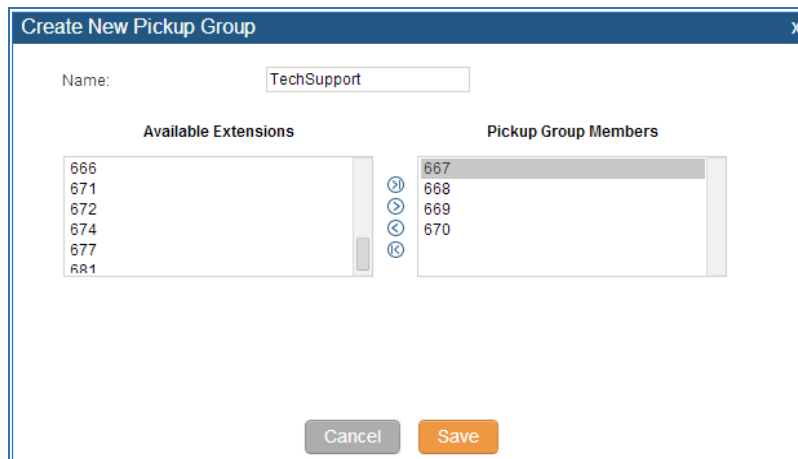 Create New Pickup Group X
Name: TechSupport
Available Extensions Pickup Group Members
666 667
671 668
672 669
674 670
677
681
Cancel Save